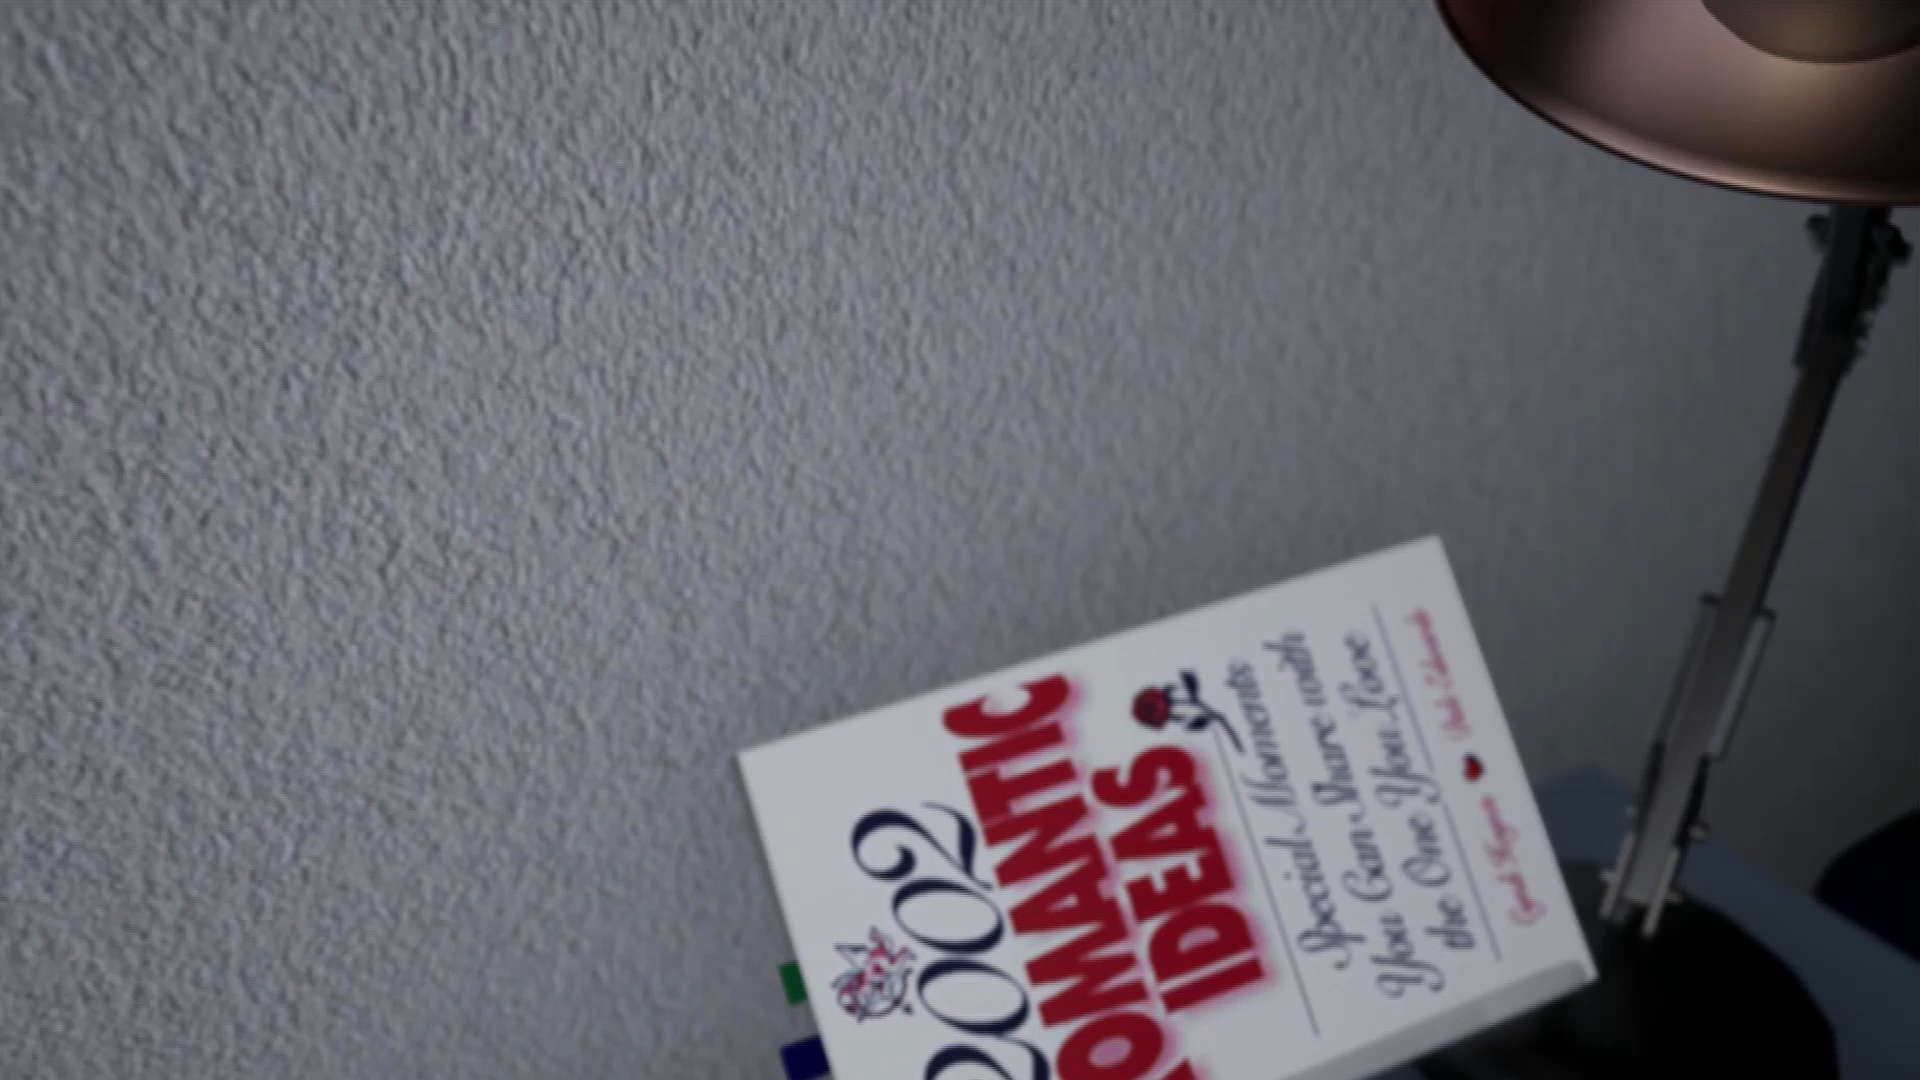 2002
ROMANTIC
IDEAS
Special Moments
You Can Share with
the One You Love